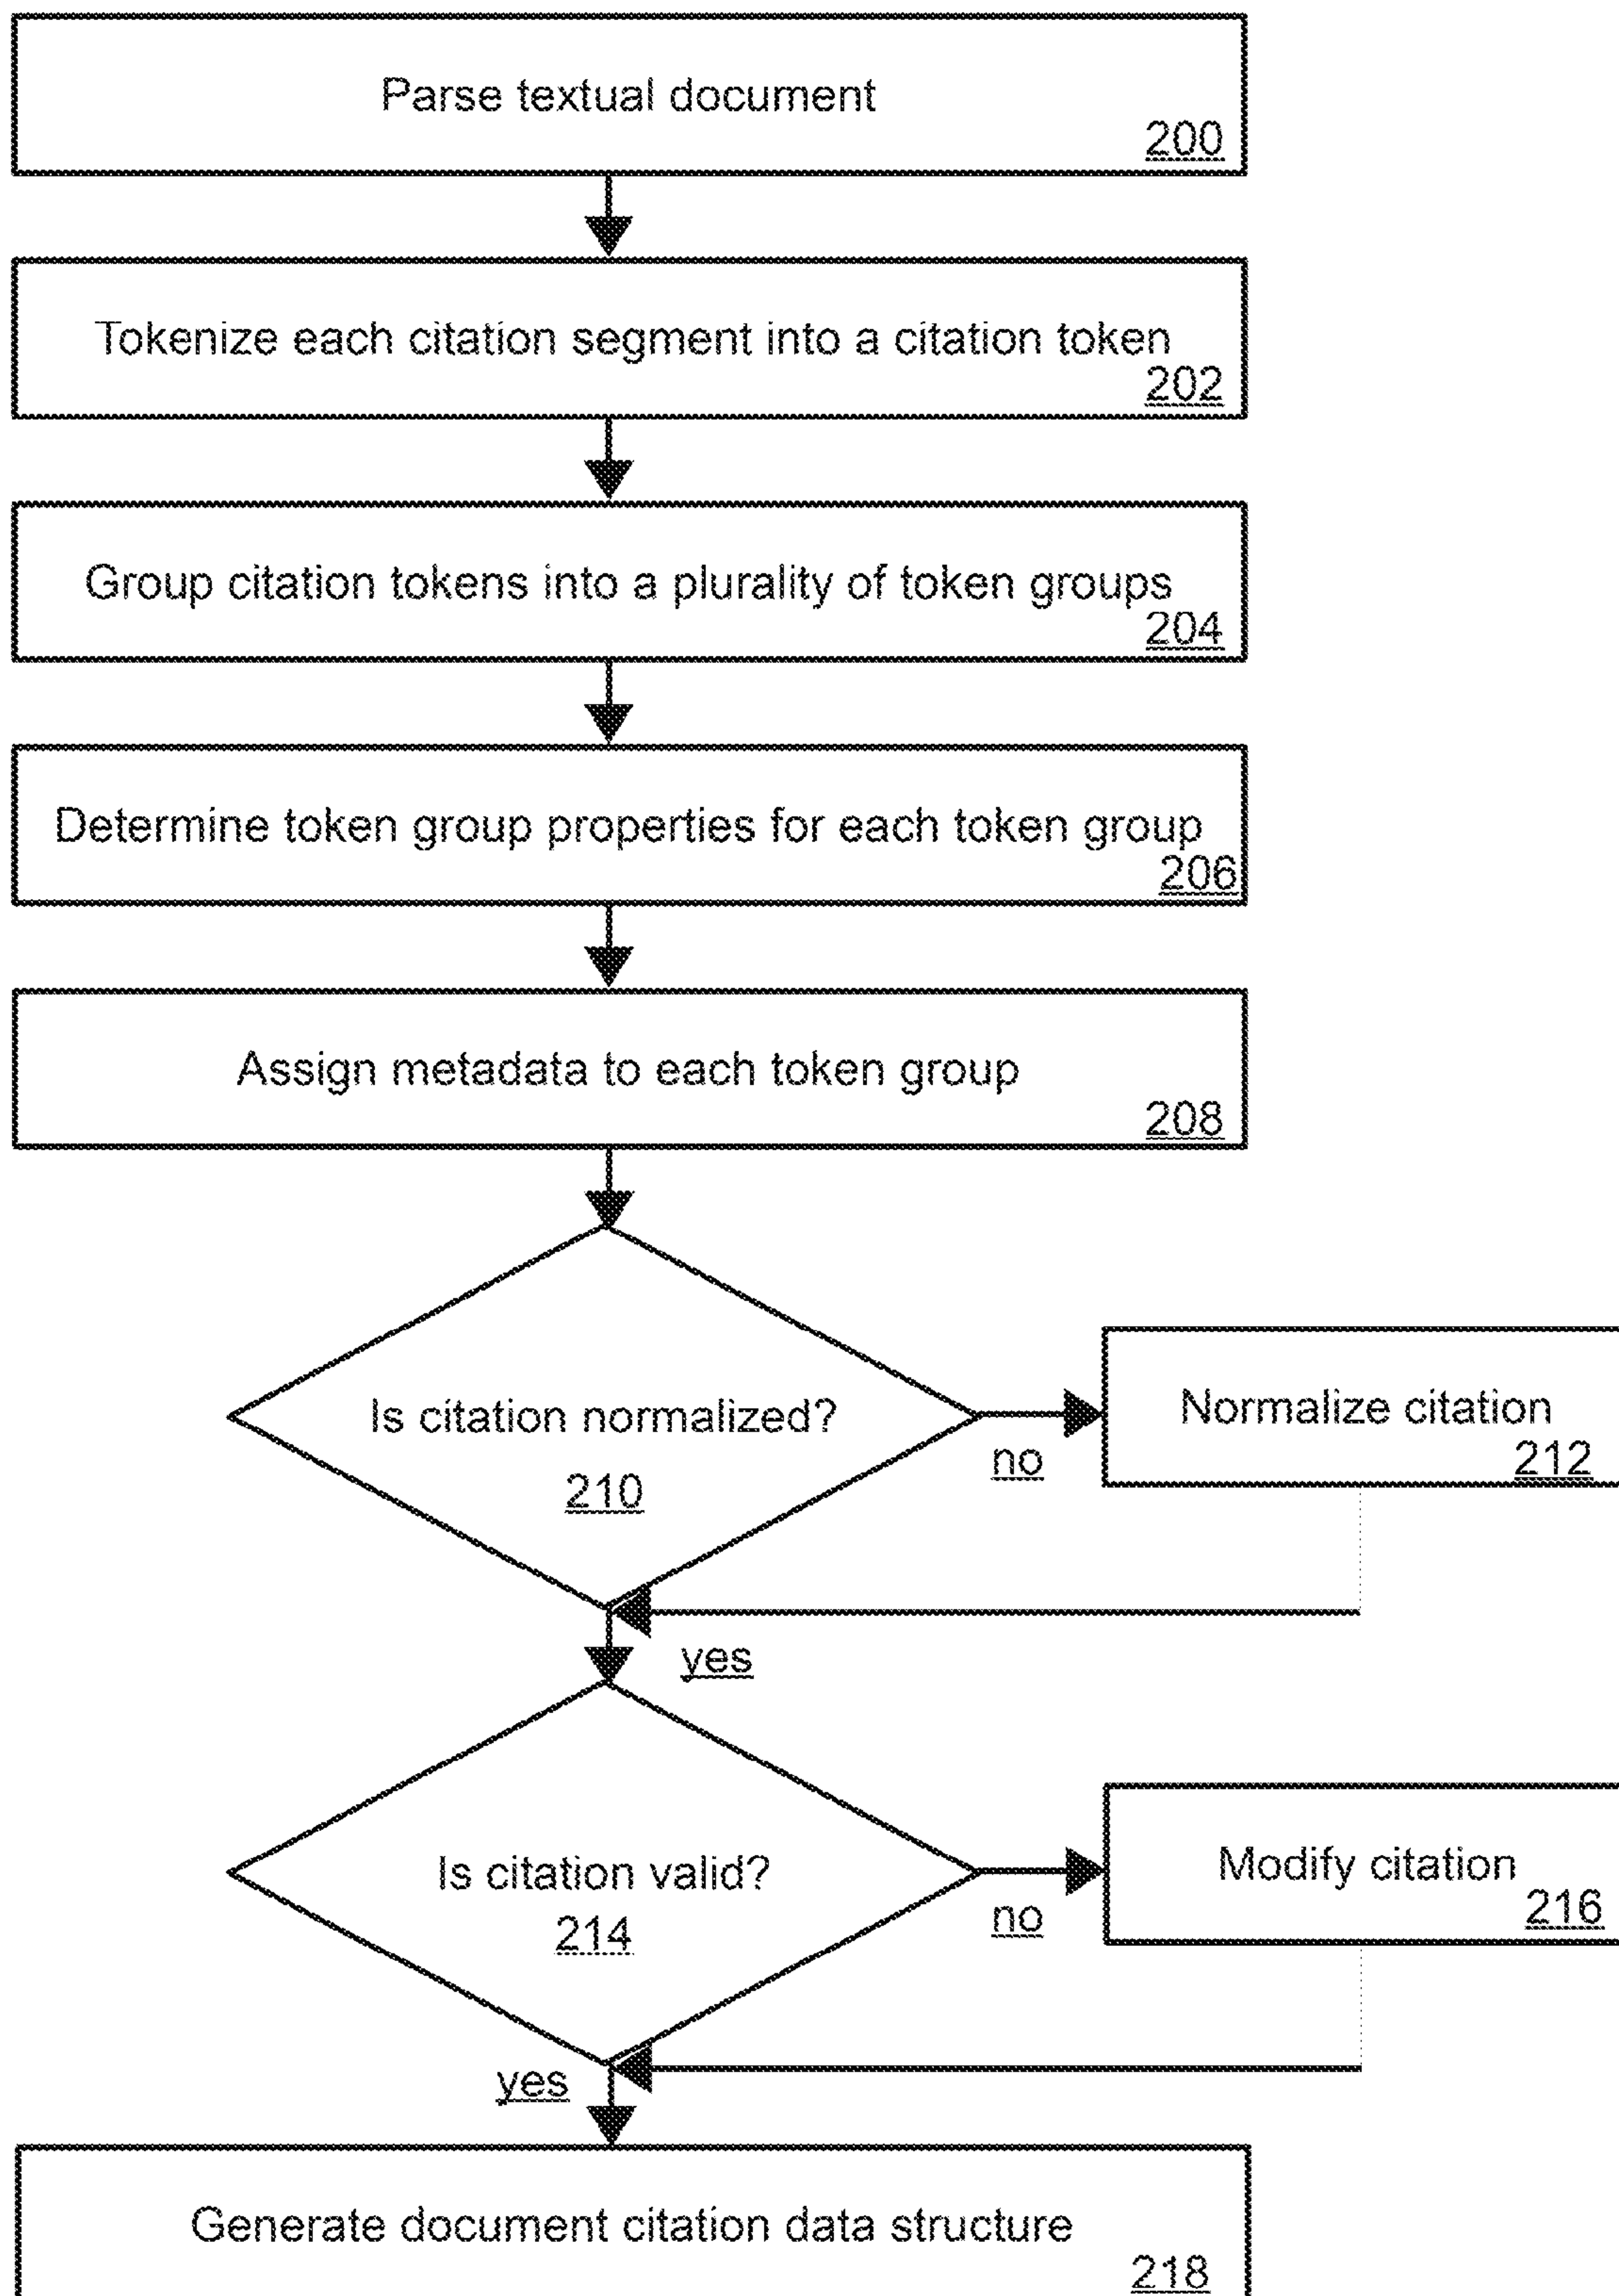 Parse textual document
200
Tokenize each citation segment into a citation token
202
Group citation tokens into a plurality of token groups
204
Determine token group properties for each token group
206
Assign metadata to each token group
208
Is citation normalized?
210
no
Normalize citation
212
yes
Is citation valid?
214
no
Modify citation
216
yes
Generate document citation data structure
218